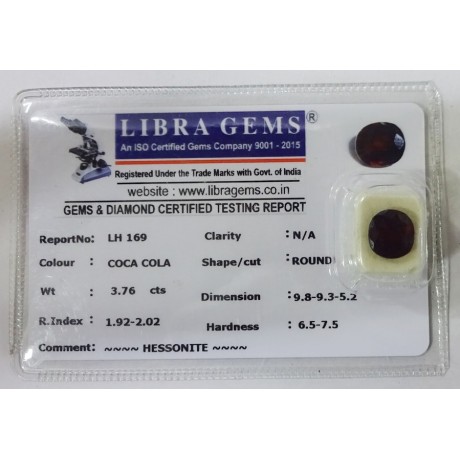 LIBRA GEMS ®
An ISO Certified Gems Company 9001 - 2015
Registered Under the Trade Marks with Govt. of India
website : www.libragems.co.in
GEMS & DIAMOND CERTIFIED TESTING REPORT
ReportNo: LH 169 Clarity : N/A
Colour : COCA COLA Shape/cut : ROUND
Wt : 3.76 cts Dimension : 9.8-9.3-5.2
R.Index : 1.92-2.02 Hardness : 6.5-7.5
Comment: ~~~~ HESSONITE ~~~~